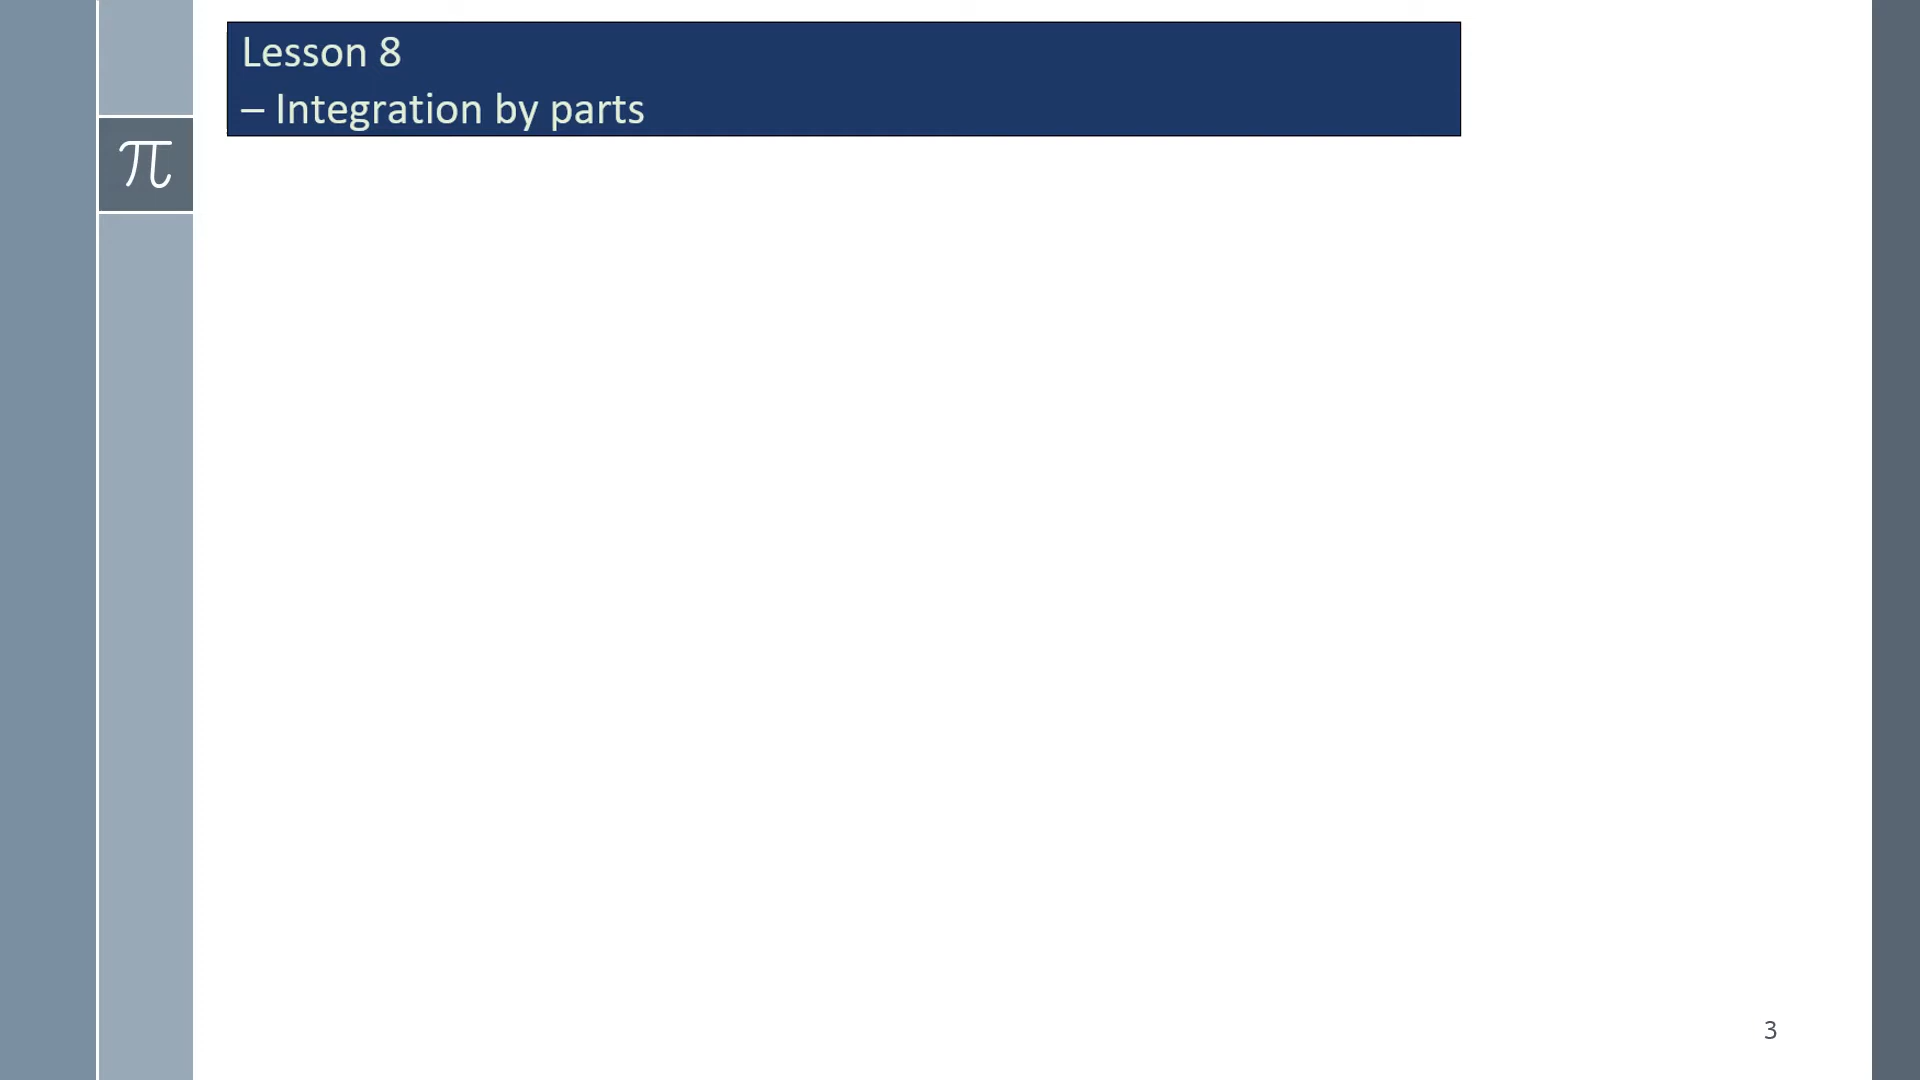 Lesson 8
– Integration by parts
π
3